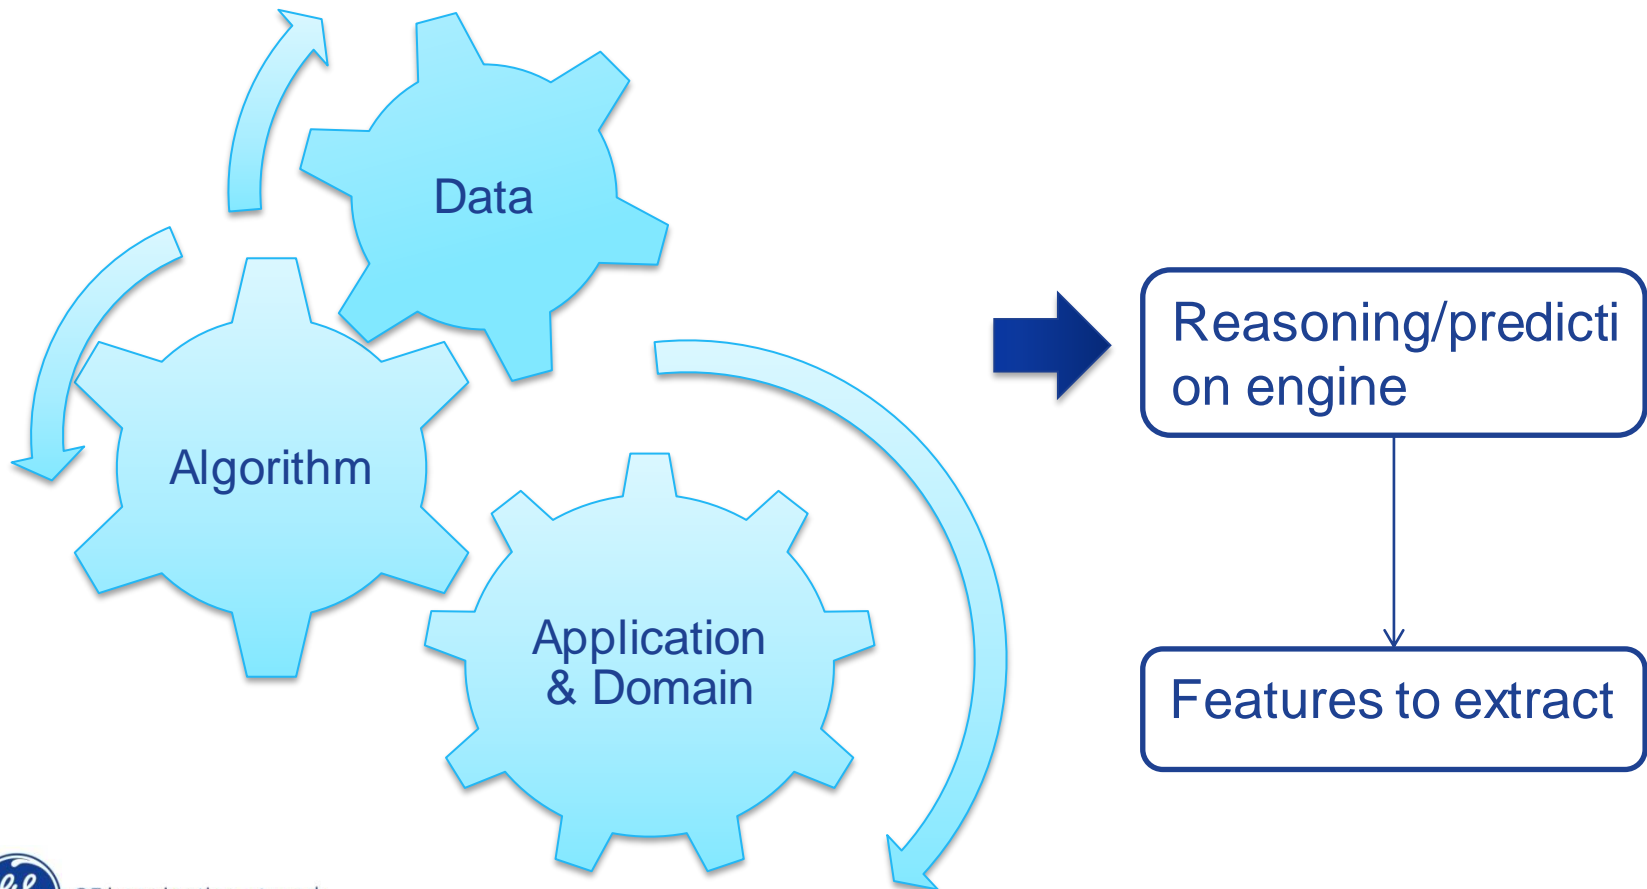 Data
Algorithm
Application
& Domain
Reasoning/predicti
on engine
Features to extract